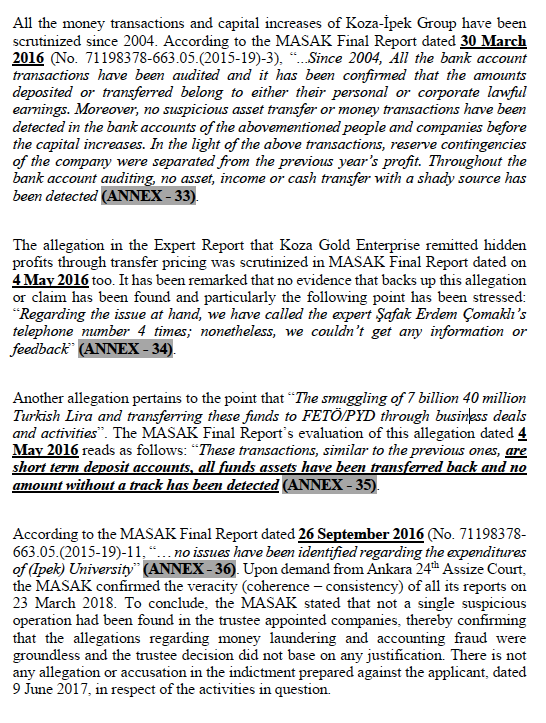 All the money transactions and capital increases of Koza-İpek Group have been
scrutinized since 2004. According to the MASAK Final Report dated 30 March
2016 (No. 71198378-663.05.(2015-19)-3), “...Since 2004, All the bank account
transactions have been audited and it has been confirmed that the amounts
deposited or transferred belong to either their personal or corporate lawful
earnings. Moreover, no suspicious asset transfer or money transactions have been
detected in the bank accounts of the abovementioned people and companies before
the capital increases. In the light of the above transactions, reserve contingencies
of the company were separated from the previous year’s profit. Throughout the
bank account auditing, no asset, income or cash transfer with a shady source has
been detected (ANNEX - 33).
The allegation in the Expert Report that Koza Gold Enterprise remitted hidden
profits through transfer pricing was scrutinized in MASAK Final Report dated on
4 May 2016 too. It has been remarked that no evidence that backs up this allegation
or claim has been found and particularly the following point has been stressed:
“Regarding the issue at hand, we have called the expert Şafak Erdem Çomaklı’s
telephone number 4 times; nonetheless, we couldn’t get any information or
feedback” (ANNEX - 34).
Another allegation pertains to the point that “The smuggling of 7 billion 40 million
Turkish Lira and transferring these funds to FETÖ/PYD through business deals
and activities”. The MASAK Final Report’s evaluation of this allegation dated 4
May 2016 reads as follows: “These transactions, similar to the previous ones, are
short term deposit accounts, all funds assets have been transferred back and no
amount without a track has been detected (ANNEX - 35).
According to the MASAK Final Report dated 26 September 2016 (No. 71198378-
663.05.(2015-19)-11, “… no issues have been identified regarding the expenditures
of (Ipek) University” (ANNEX - 36). Upon demand from Ankara 24th Assize Court,
the MASAK confirmed the veracity (coherence – consistency) of all its reports on
23 March 2018. To conclude, the MASAK stated that not a single suspicious
operation had been found in the trustee appointed companies, thereby confirming
that the allegations regarding money laundering and accounting fraud were
groundless and the trustee decision did not base on any justification. There is not
any allegation or accusation in the indictment prepared against the applicant, dated
9 June 2017, in respect of the activities in question.